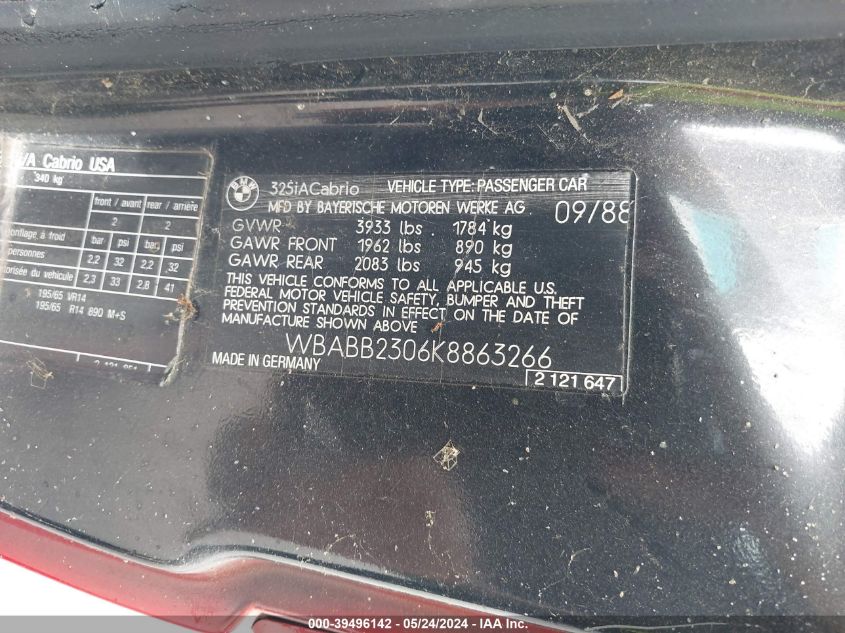 /A Cabrio USA
340 kg
front / avant rear / arrière
2 2
à froid bar psi bar psi
personnes 2,2 32 2,2 32
du véhicule 2,3 33 2,8 41
195/65 VR14
195/65 R14 890 M+S
BMW 325iACabrio VEHICLE TYPE: PASSENGER CAR
MFD BY BAYERISCHE MOTOREN WERKE AG. 09/88
GVWR 3933 lbs 1784 kg
GAWR FRONT 1962 lbs 890 kg
GAWR REAR 2083 lbs 945 kg
THIS VEHICLE CONFORMS TO ALL APPLICABLE U.S.
FEDERAL MOTOR VEHICLE SAFETY, BUMPER AND THEFT
PREVENTION STANDARDS IN EFFECT ON THE DATE OF
MANUFACTURE SHOWN ABOVE
WBABB2306K8863266
MADE IN GERMANY
2 121 647
000-39496142 - 05/24/2024 - IAA Inc.